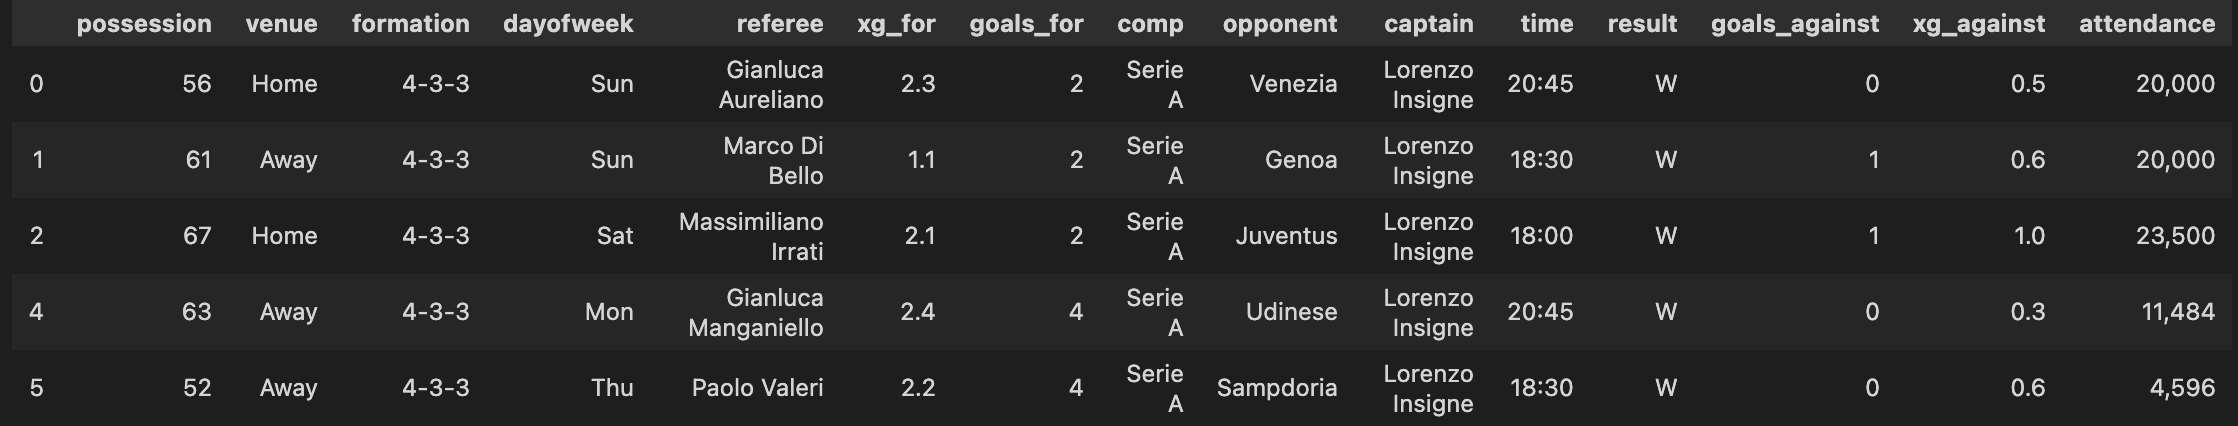 possession venue formation dayofweek referee xg_for goals_for comp opponent captain time result goals_against xg_against attendance
0 56 Home 4-3-3 Sun Gianluca Aureliano 2.3 2 Serie A Venezia Lorenzo Insigne 20:45 W 0 0.5 20,000
1 61 Away 4-3-3 Sun Marco Di Bello 1.1 2 Serie A Genoa Lorenzo Insigne 18:30 W 1 0.6 20,000
2 67 Home 4-3-3 Sat Massimiliano Irrati 2.1 2 Serie A Juventus Lorenzo Insigne 18:00 W 1 1.0 23,500
4 63 Away 4-3-3 Mon Gianluca Manganiello 2.4 4 Serie A Udinese Lorenzo Insigne 20:45 W 0 0.3 11,484
5 52 Away 4-3-3 Thu Paolo Valeri 2.2 4 Serie A Sampdoria Lorenzo Insigne 18:30 W 0 0.6 4,596